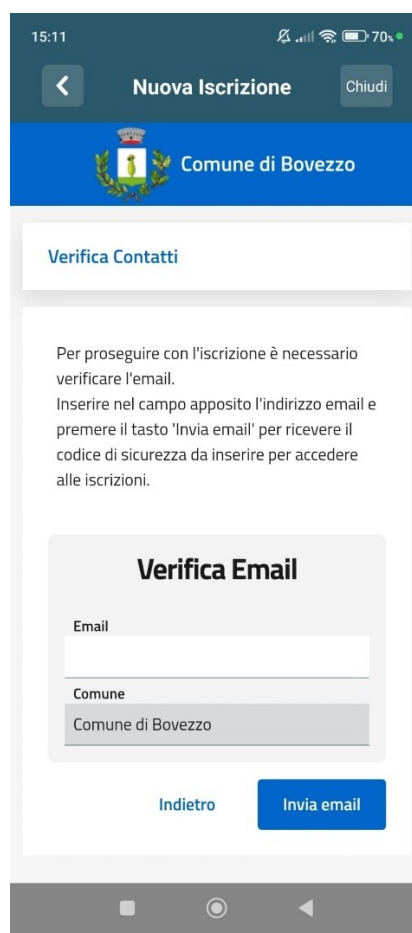 15:11
70%
Nuova Iscrizione
Chiudi
Comune di Bovezzo
Verifica Contatti
Per proseguire con l'iscrizione è necessario
verificare l'email.
Inserire nel campo apposito l'indirizzo email e
premere il tasto 'Invia email' per ricevere il
codice di sicurezza da inserire per accedere
alle iscrizioni.
Verifica Email
Email
Comune
Comune di Bovezzo
Indietro
Invia email